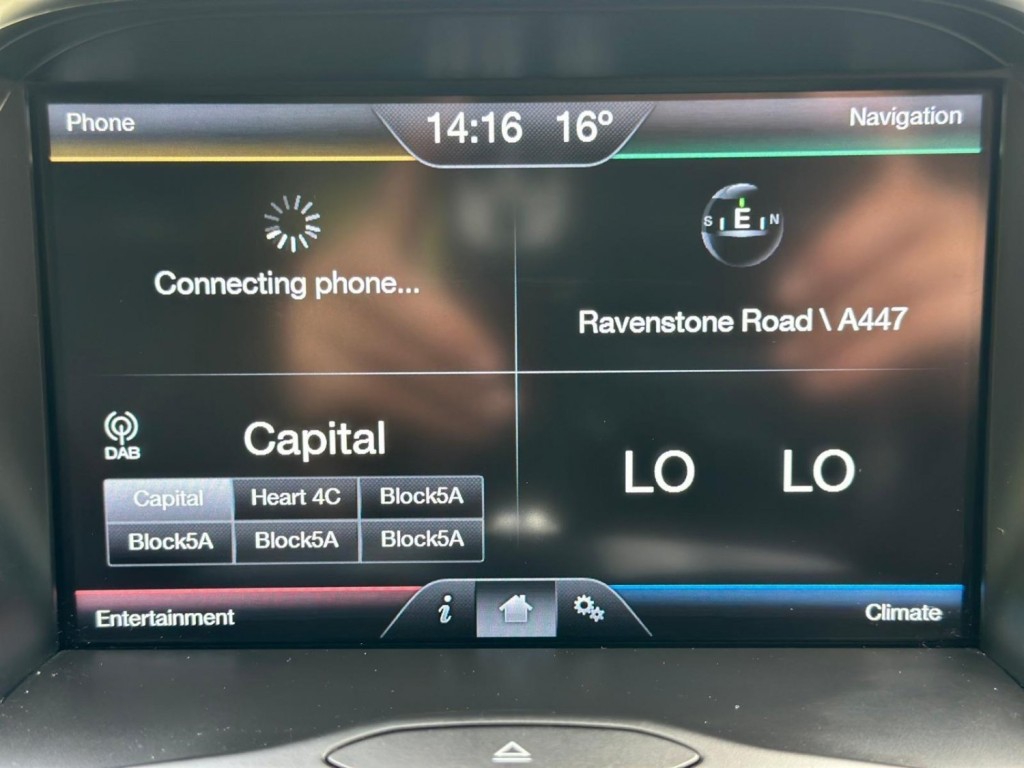 Phone
14:16 16°
Navigation
Connecting phone...
S E N
Ravenstone Road \ A447
DAB
Capital
Capital Heart 4C Block5A
Block5A Block5A Block5A
LO LO
Entertainment
i
Climate